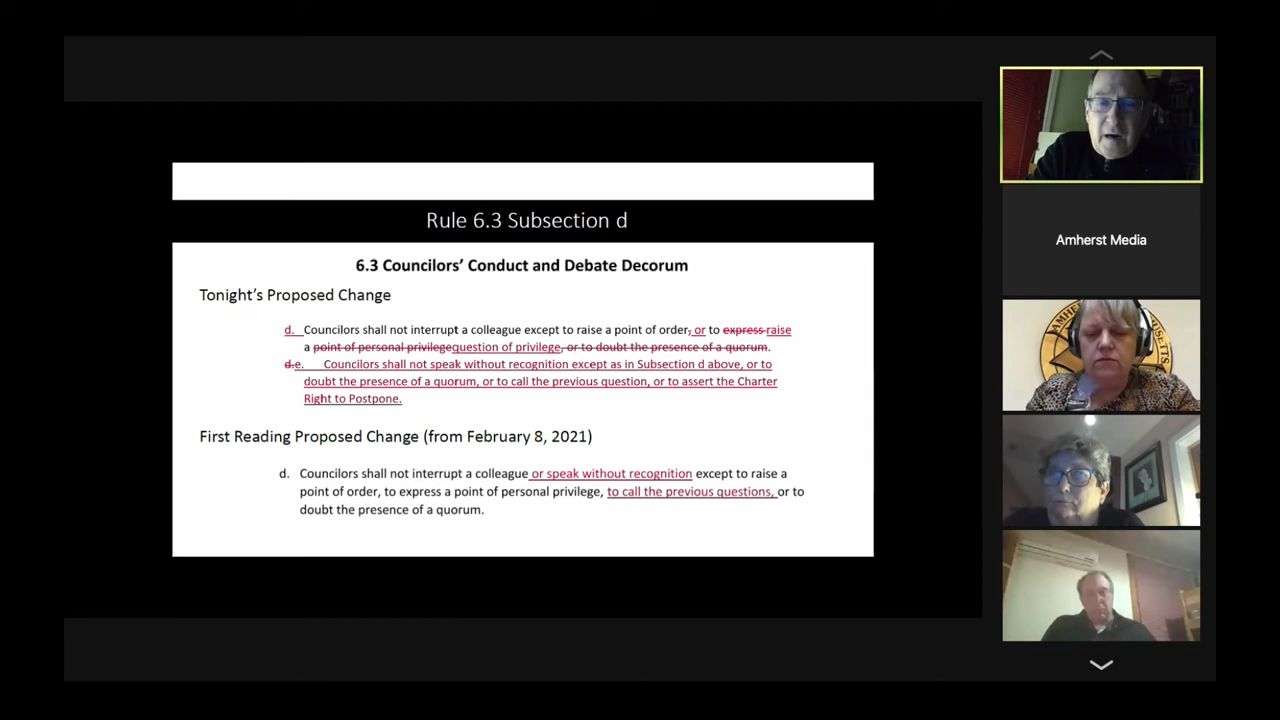 Rule 6.3 Subsection d
6.3 Councilors' Conduct and Debate Decorum
Tonight's Proposed Change
d. Councilors shall not interrupt a colleague except to raise a point of order, or to express raise
a point of personal privilegequestion of privilege, or to doubt the presence of a quorum.
d.e. Councilors shall not speak without recognition except as in Subsection d above, or to
doubt the presence of a quorum, or to call the previous question, or to assert the Charter
Right to Postpone.
First Reading Proposed Change (from February 8, 2021)
d. Councilors shall not interrupt a colleague or speak without recognition except to raise a
point of order, to express a point of personal privilege, to call the previous questions, or to
doubt the presence of a quorum.
Amherst Media